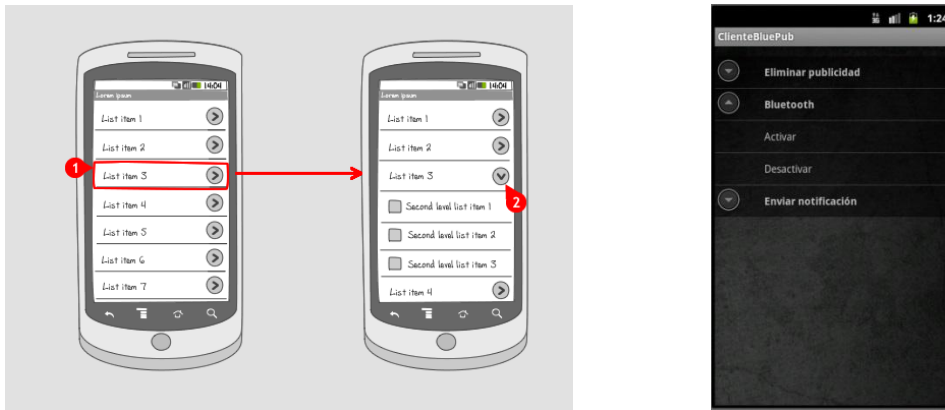 14:04
Lorem Ipsum
List item 1
List item 2
1
List item 3
List item 4
List item 5
List item 6
List item 7
14:04
Lorem Ipsum
List item 1
List item 2
List item 3
2
Second level list item 1
Second level list item 2
Second level list item 3
List item 4
3G
1:24
ClienteBluePub
Eliminar publicidad
Bluetooth
Activar
Desactivar
Enviar notificación